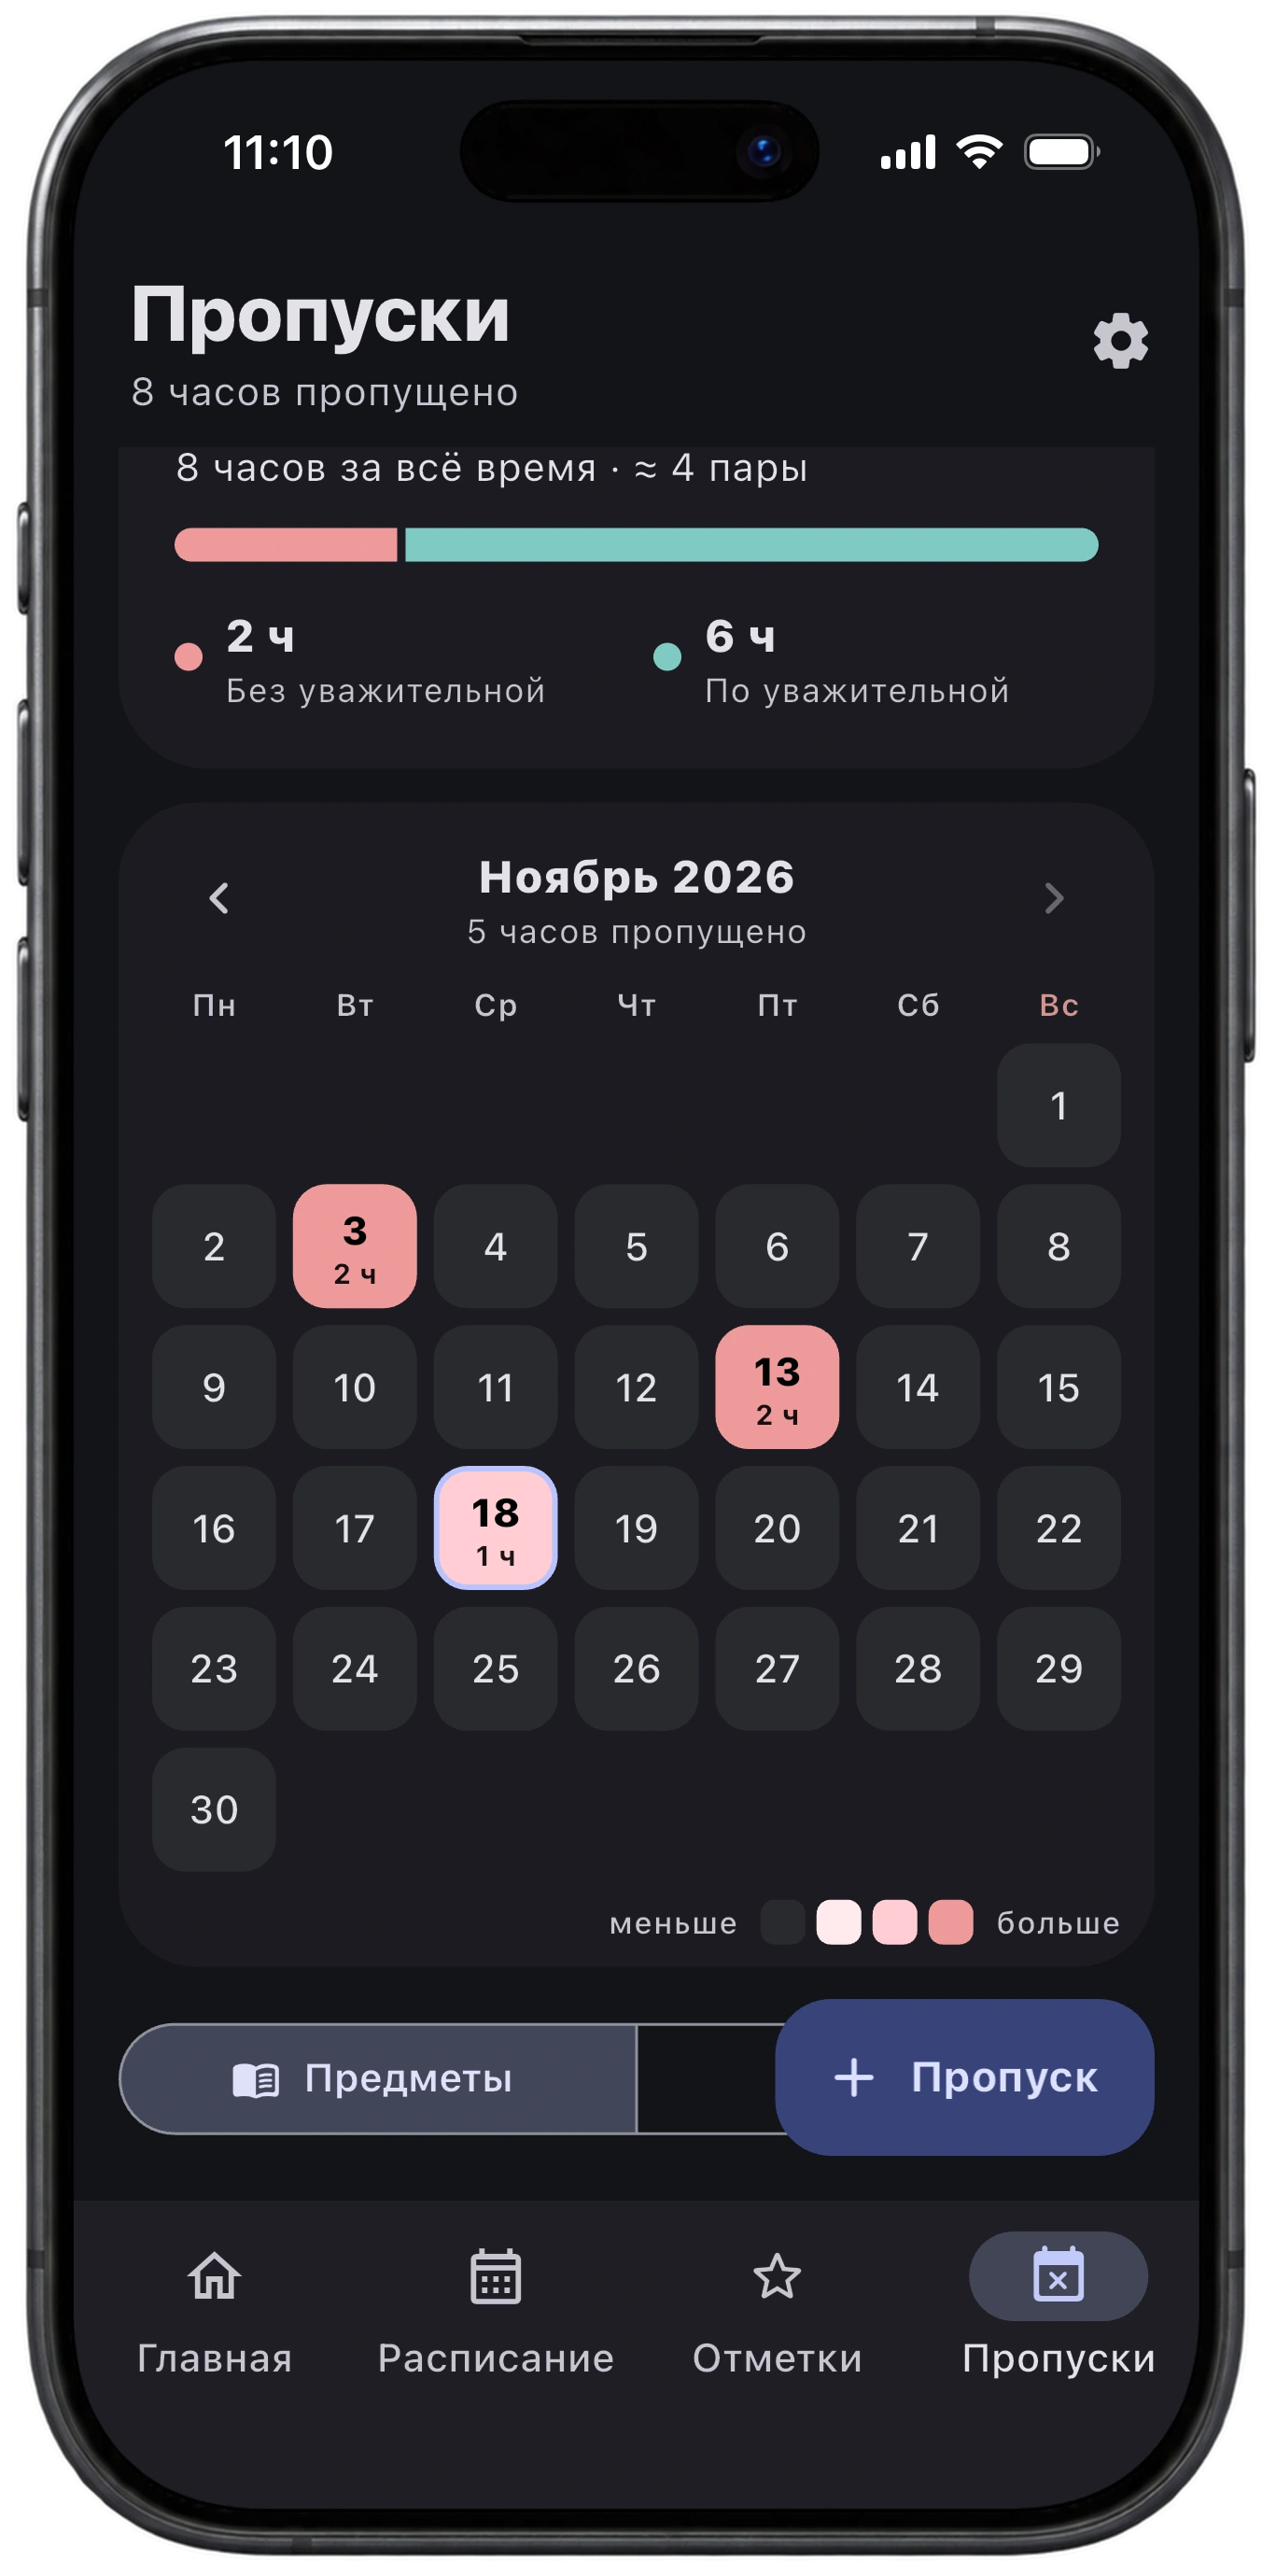 11:10
Пропуски
8 часов пропущено
8 часов за всё время · ≈ 4 пары
2 ч
Без уважительной
6 ч
По уважительной
Ноябрь 2026
5 часов пропущено
Пн Вт Ср Чт Пт Сб Вс
1
2 3 4 5 6 7 8
2 ч
9 10 11 12 13 14 15
2 ч
16 17 18 19 20 21 22
1 ч
23 24 25 26 27 28 29
30
меньше больше
Предметы
+ Пропуск
Главная Расписание Отметки Пропуски